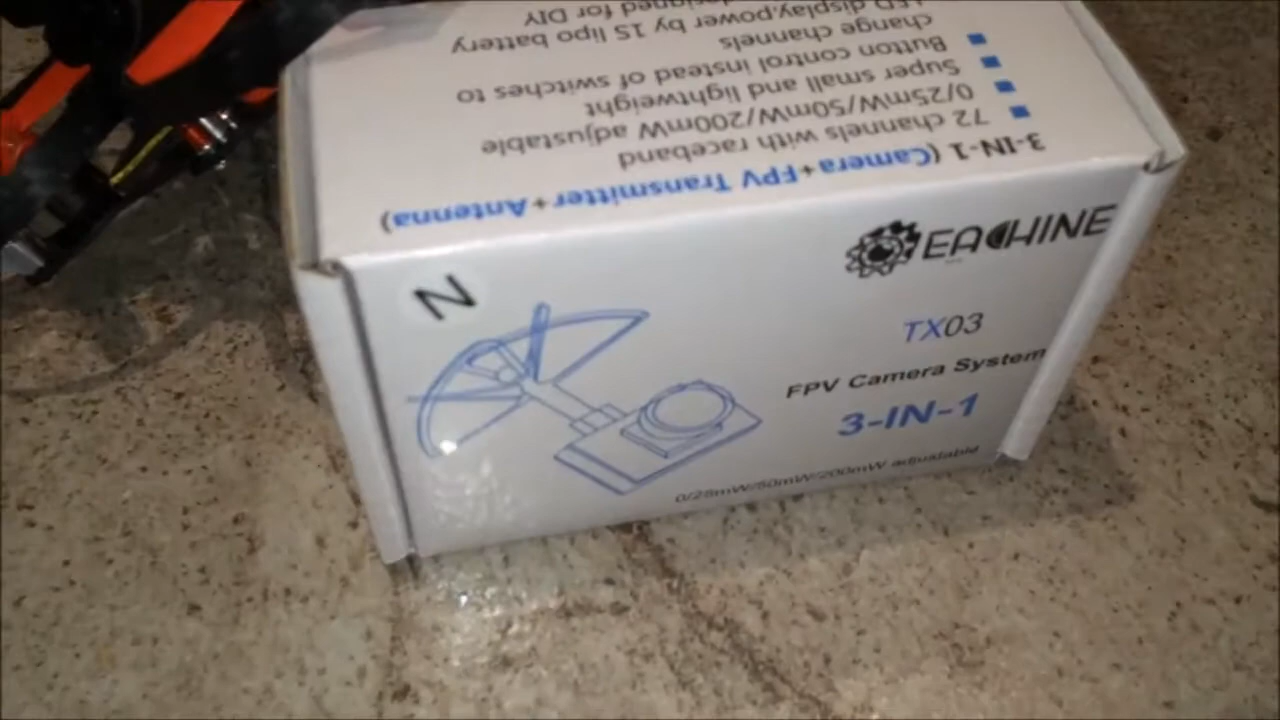 3-IN-1 (Camera+FPV Transmitter+Antenna)
72 channels with raceband
0/25mW/50mW/200mW adjustable
Super small and lightweight
Button control instead of switches to
change channels
LED display,power by 1S lipo battery
designed for DIY
N
EACHINE
TX03
FPV Camera System
3-IN-1
0/25mW/50mW/200mW adjustable